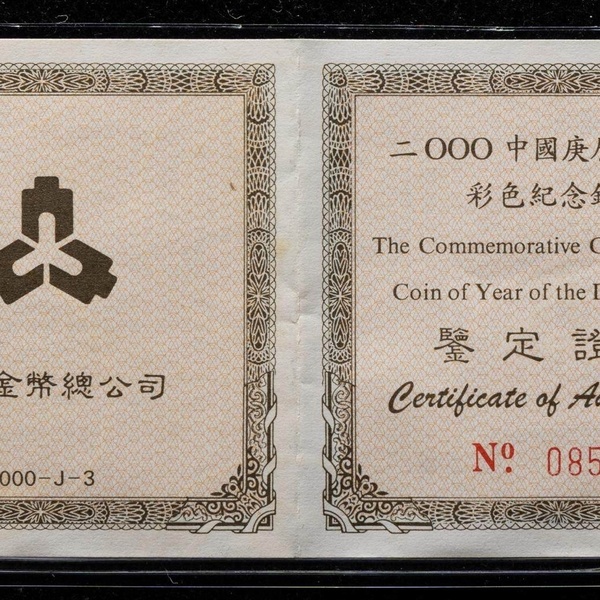 金幣總公司
000-J-3
二OOO 中國庚
彩色紀念
The Commemorative C
Coin of Year of the D
鑒定證
Certificate of Au
Nº. 085